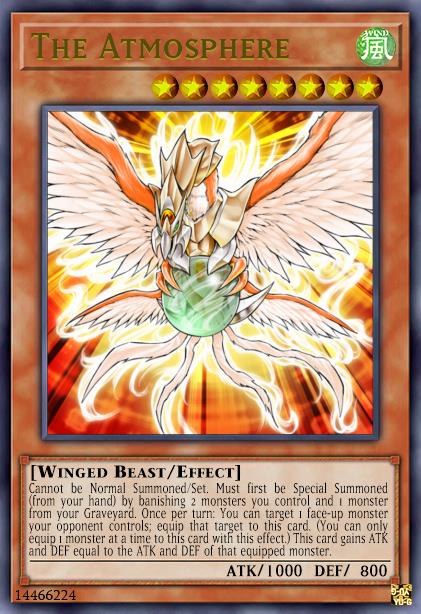 The Atmosphere
WIND
風
[Winged Beast/Effect]
Cannot be Normal Summoned/Set. Must first be Special Summoned
(from your hand) by banishing 2 monsters you control and 1 monster
from your Graveyard. Once per turn: You can target 1 face-up monster
your opponent controls; equip that target to this card. (You can only
equip 1 monster at a time to this card with this effect.) This card gains ATK
and DEF equal to the ATK and DEF of that equipped monster.
ATK/1000 DEF/ 800
14466224